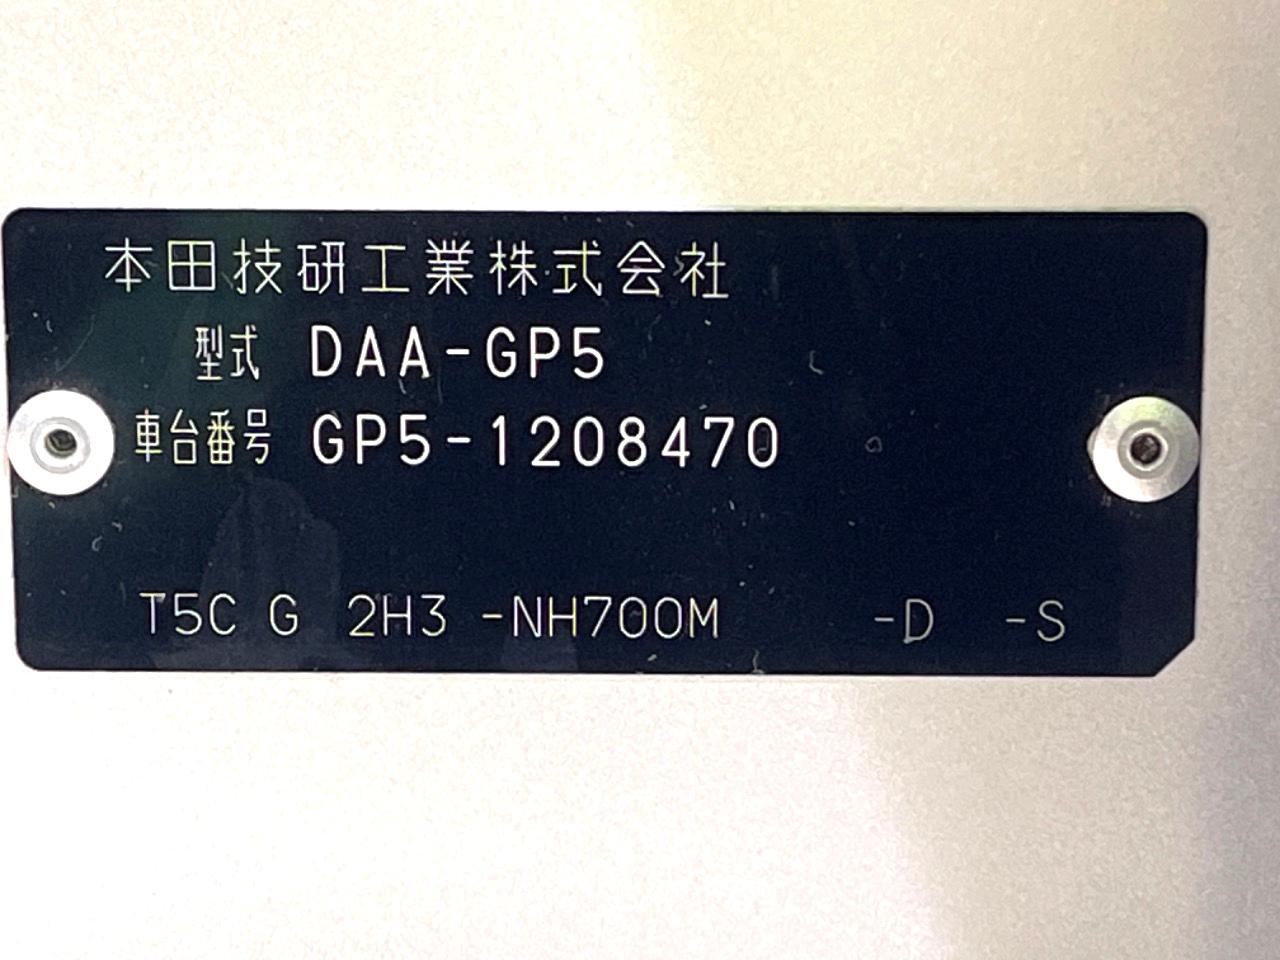 本田技研工業株式会社
型式 DAA-GP5
車台番号 GP5-1208470
T5C G 2H3 -NH700M -D -S